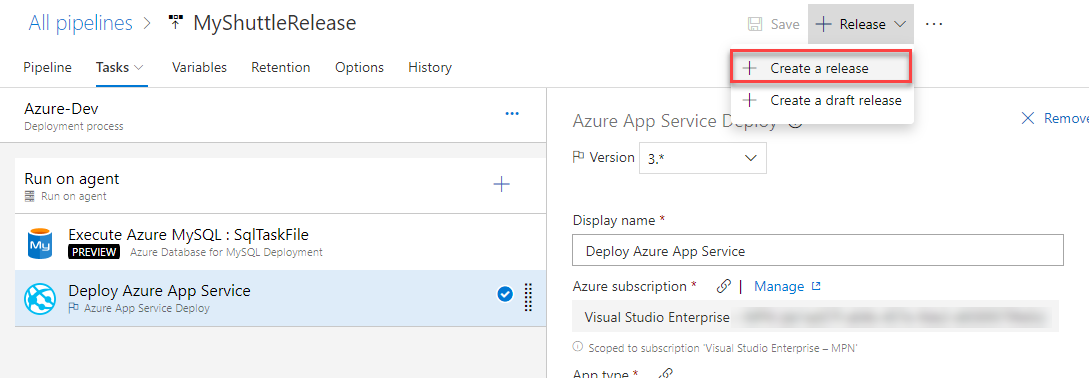 All pipelines > MyShuttleRelease
Save
Release
...
Pipeline
Tasks
Variables
Retention
Options
History
Create a release
Create a draft release
Azure-Dev
Deployment process
Run on agent
Run on agent
Execute Azure MySQL : SqlTaskFile
PREVIEW Azure Database for MySQL Deployment
Deploy Azure App Service
Azure App Service Deploy
Azure App Service Deploy
Remove
Version 3.*
Display name *
Deploy Azure App Service
Azure subscription * | Manage
Visual Studio Enterprise
Scoped to subscription 'Visual Studio Enterprise – MPN'
App type *